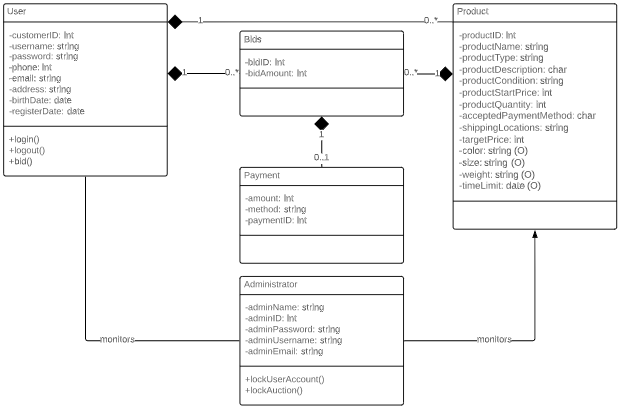 User
-customerID: int
-username: string
-password: string
-phone: int
-email: string
-address: string
-birthDate: date
-registerDate: date
+login()
+logout()
+bid()
1
0..*
1
0..*
Bids
-bidID: int
-bidAmount: int
0..*
1
1
0..1
Payment
-amount: int
-method: string
-paymentID: int
Product
-productID: int
-productName: string
-productType: string
-productDescription: char
-productCondition: string
-productStartPrice: int
-productQuantity: int
-acceptedPaymentMethod: char
-shippingLocations: string
-targetPrice: int
-color: string (O)
-size: string (O)
-weight: string (O)
-timeLimit: date (O)
Administrator
-adminName: string
-adminID: int
-adminPassword: string
-adminUsername: string
-adminEmail: string
+lockUserAccount()
+lockAuction()
monitors
monitors